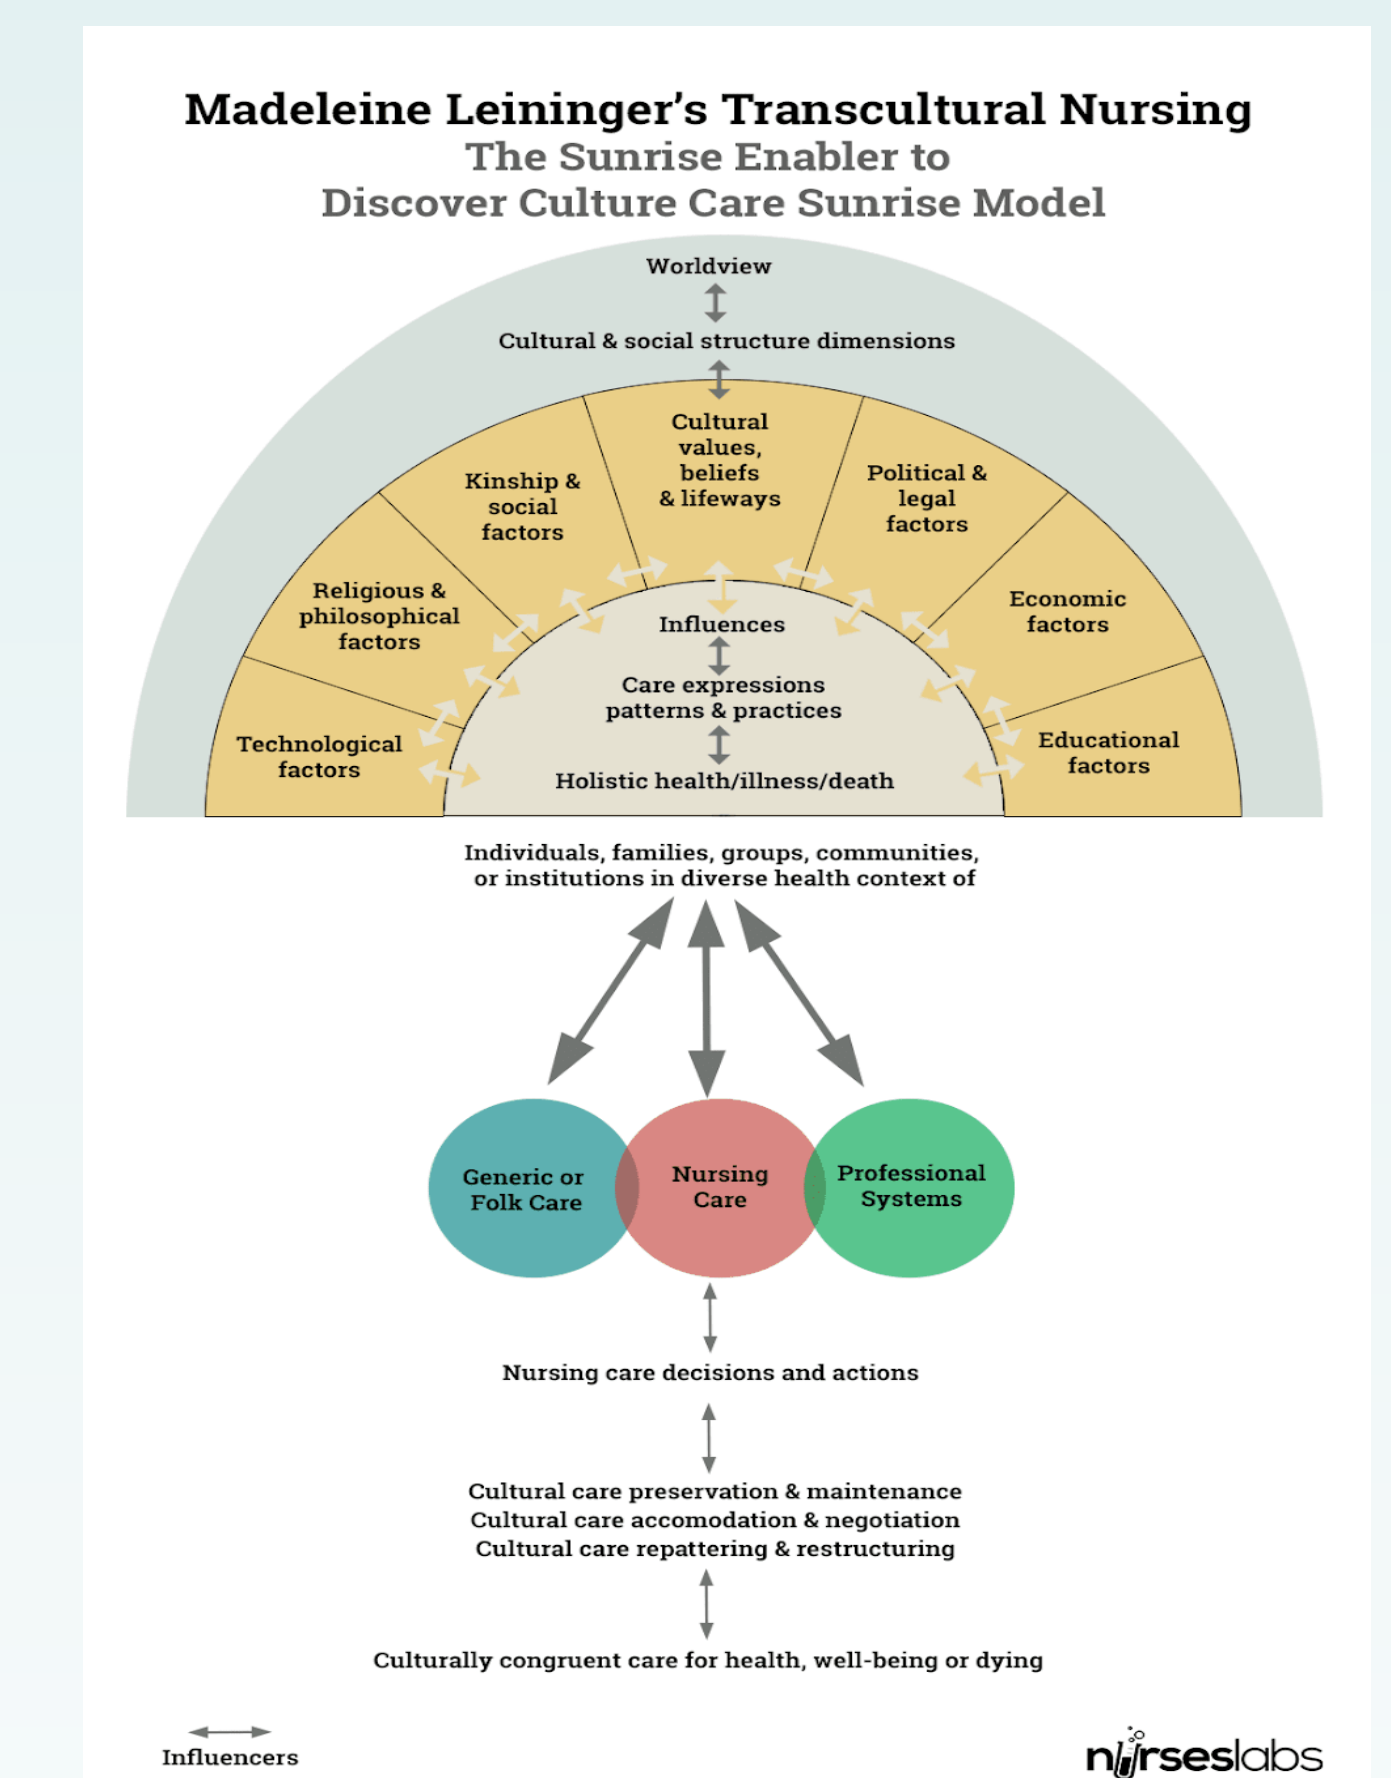 Madeleine Leininger's Transcultural Nursing
The Sunrise Enabler to
Discover Culture Care Sunrise Model
Worldview
Cultural & social structure dimensions
Cultural
values,
beliefs
& lifeways
Kinship &
social
factors
Political &
legal
factors
Religious &
philosophical
factors
Economic
factors
Technological
factors
Educational
factors
Influences
Care expressions
patterns & practices
Holistic health/illness/death
Individuals, families, groups, communities,
or institutions in diverse health context of
Generic or
Folk Care
Nursing
Care
Professional
Systems
Nursing care decisions and actions
Cultural care preservation & maintenance
Cultural care accomodation & negotiation
Cultural care repattering & restructuring
Culturally congruent care for health, well-being or dying
Influencers
nurseslabs